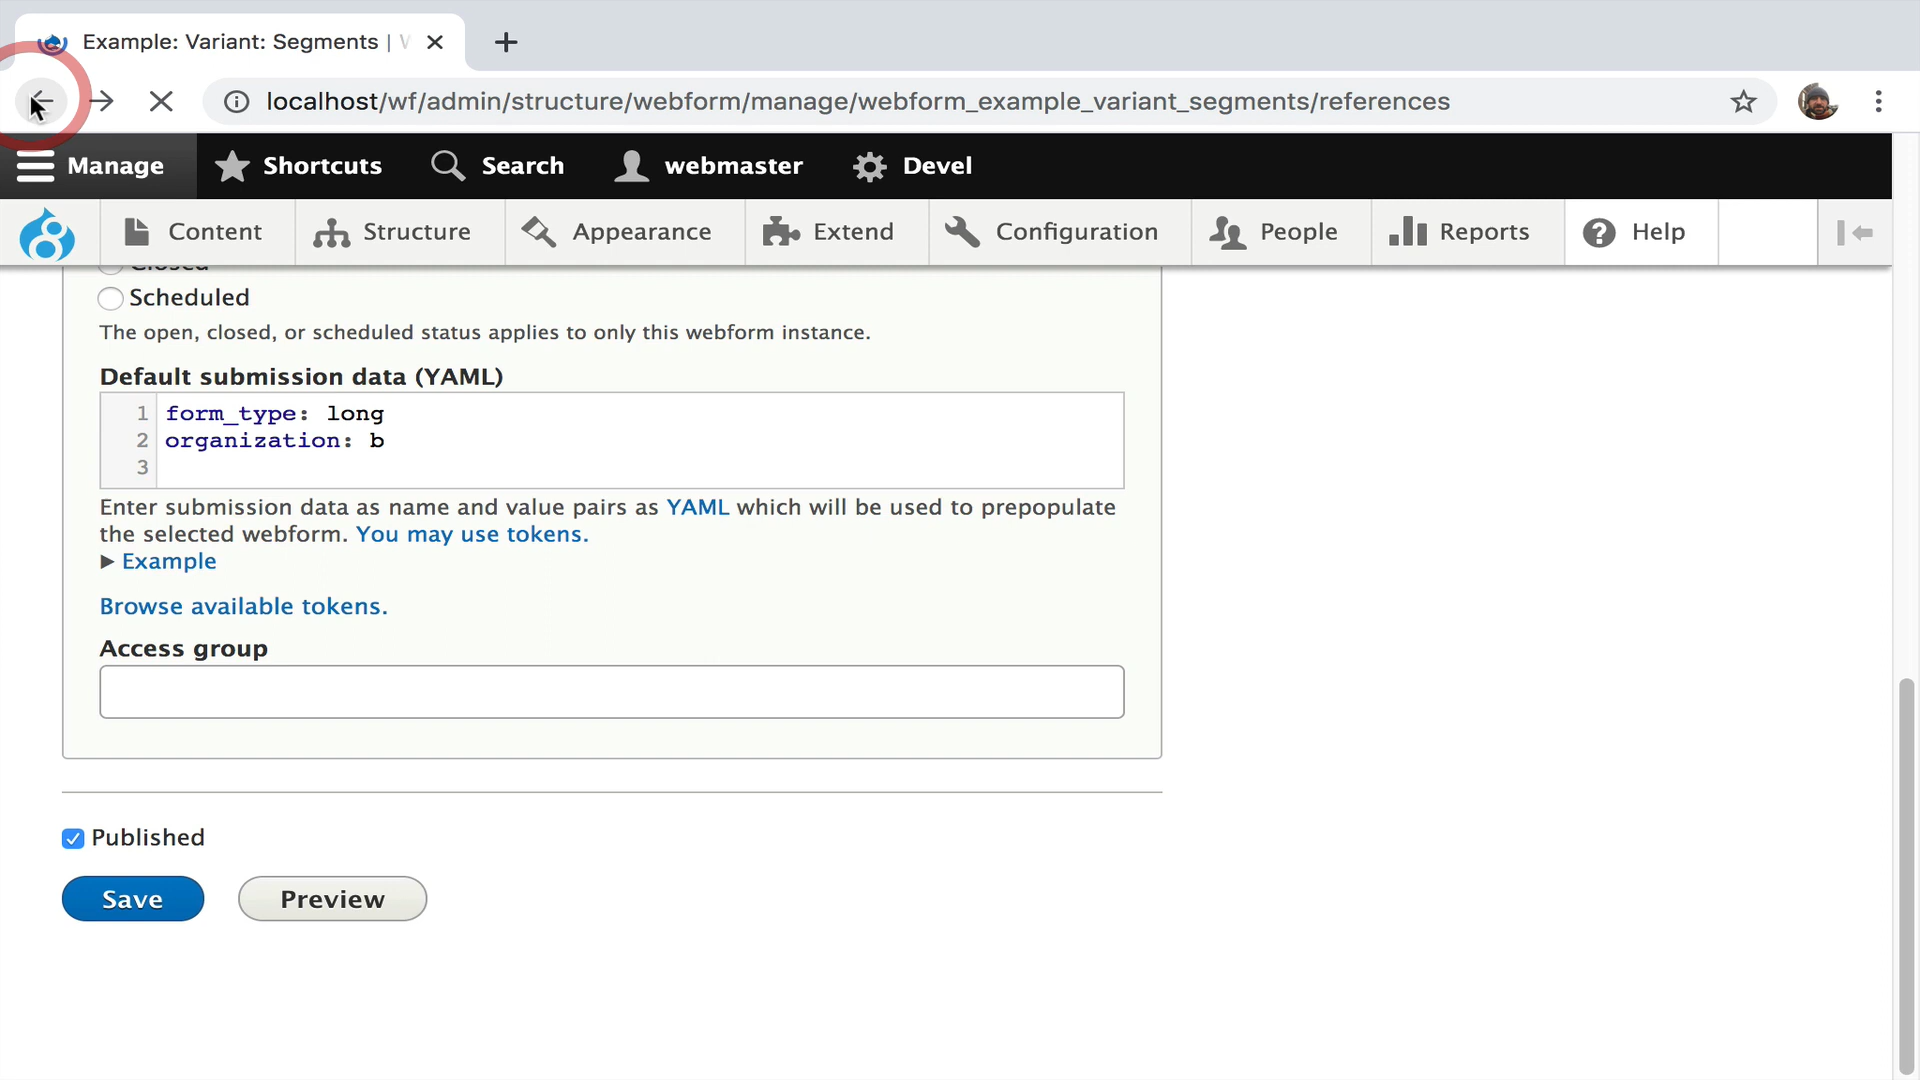 Example: Variant: Segments |
localhost/wf/admin/structure/webform/manage/webform_example_variant_segments/references
Manage Shortcuts Search webmaster Devel
Content Structure Appearance Extend Configuration People Reports Help
Closed
Scheduled
The open, closed, or scheduled status applies to only this webform instance.
Default submission data (YAML)
1 form_type: long
2 organization: b
3
Enter submission data as name and value pairs as YAML which will be used to prepopulate
the selected webform. You may use tokens.
Example
Browse available tokens.
Access group
Published
Save Preview